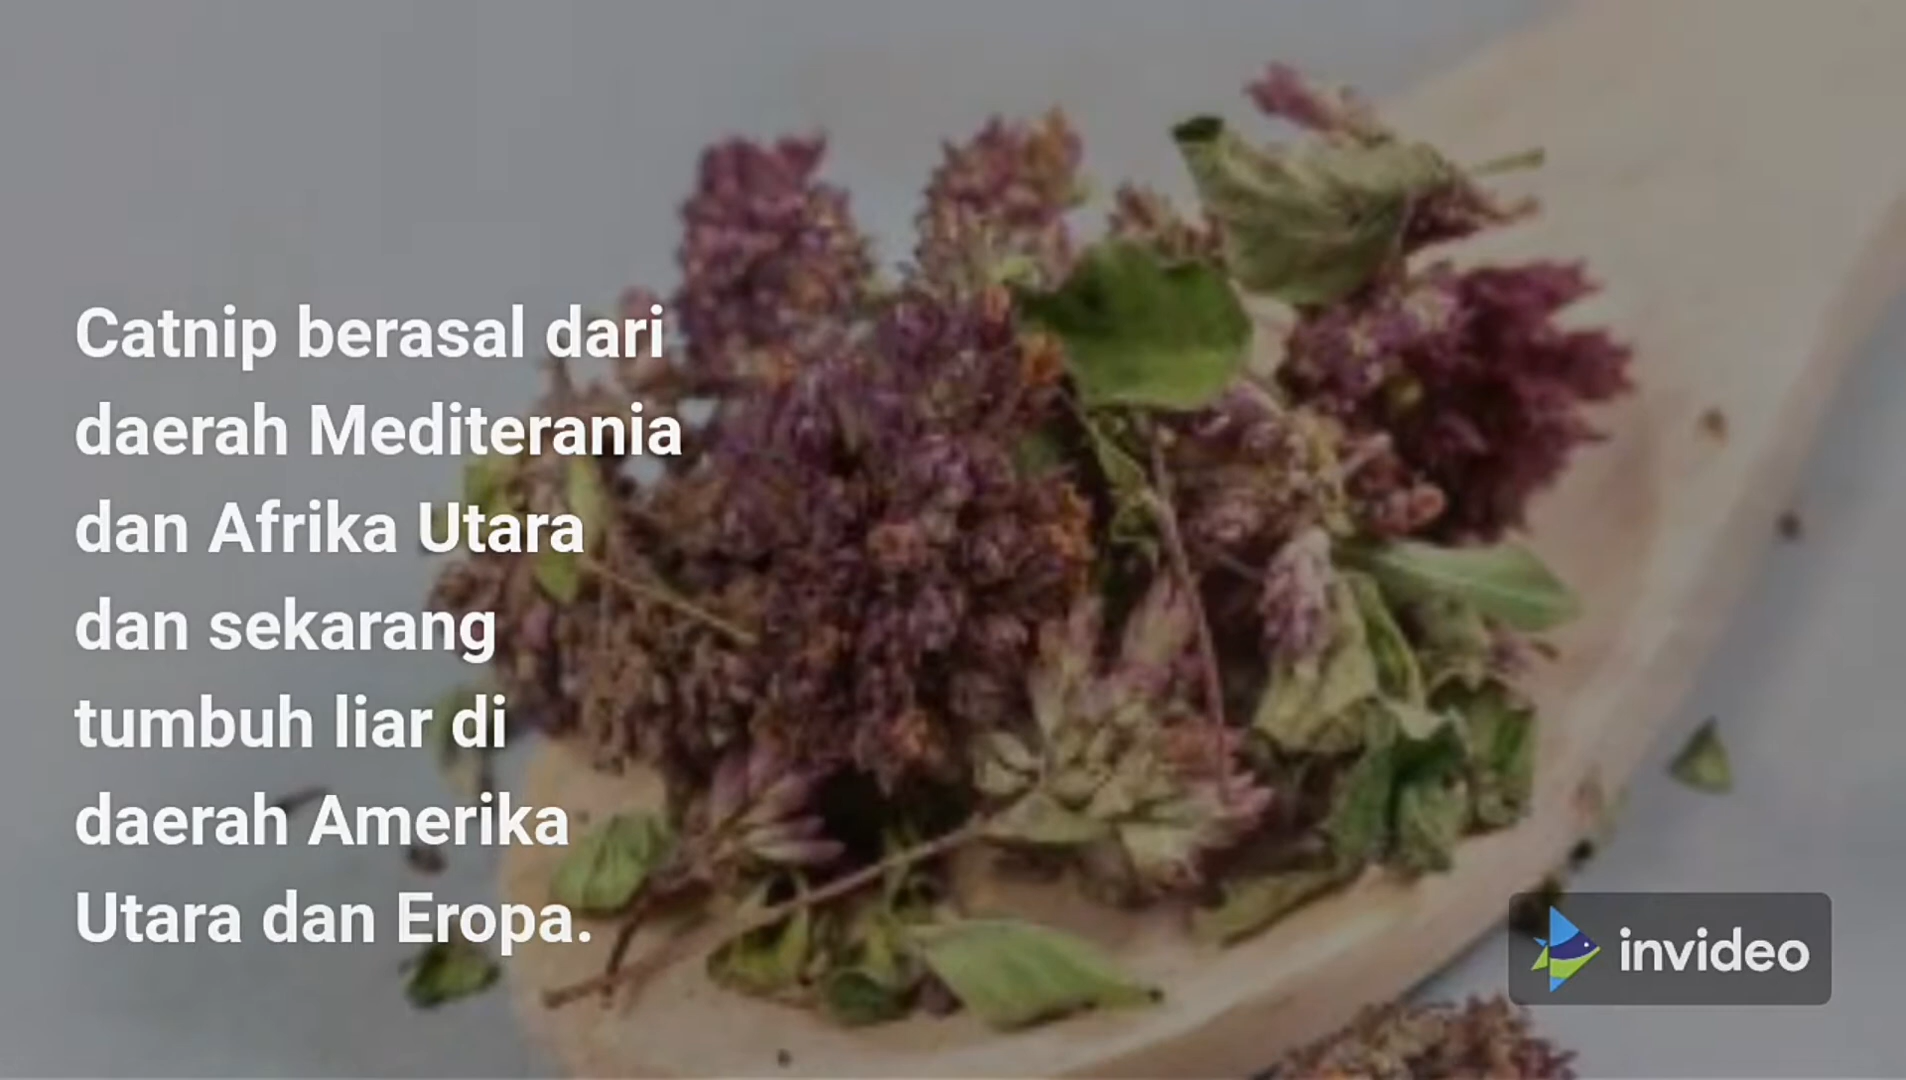 Catnip berasal dari
daerah Mediterania
dan Afrika Utara
dan sekarang
tumbuh liar di
daerah Amerika
Utara dan Eropa.
invideo